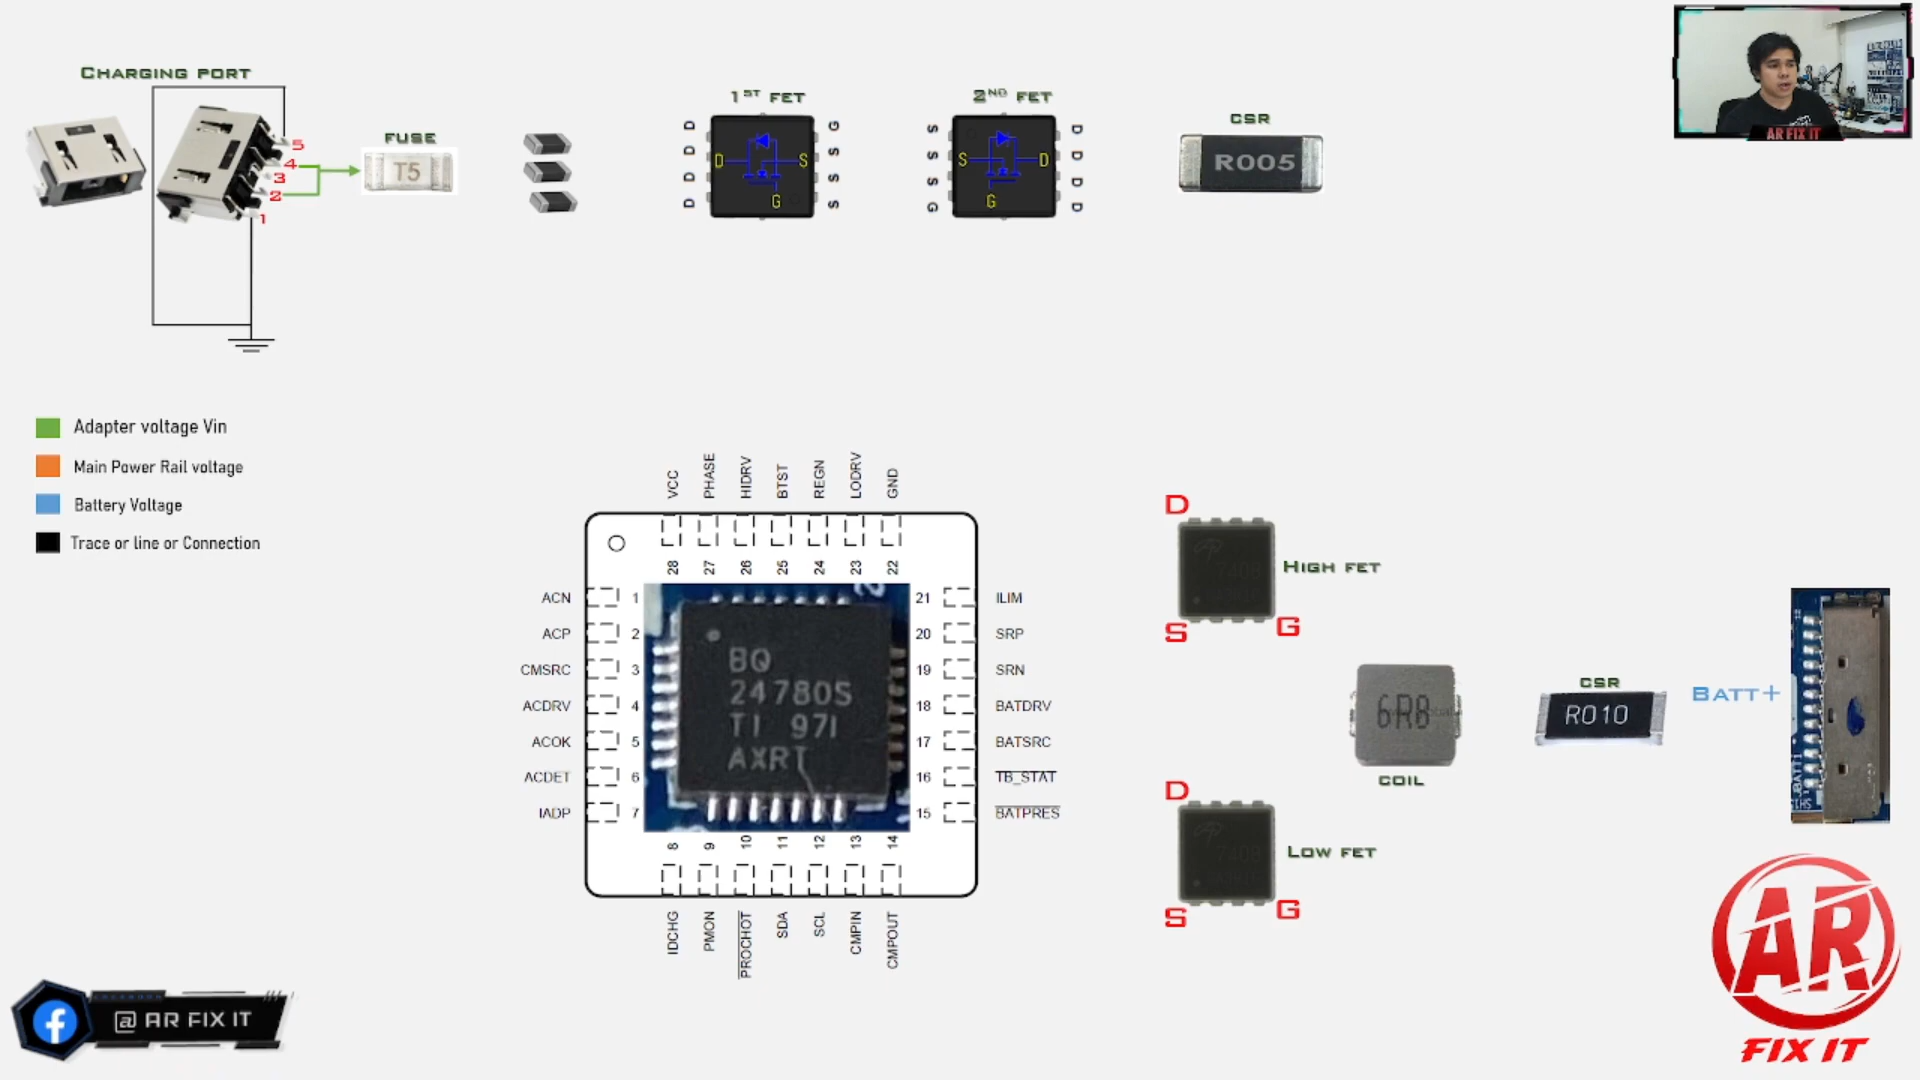 CHARGING PORT
5
4
3
2
1
FUSE
T5
1ST FET
D
D
D
D
D
S
G
G
S
S
S
2ND FET
S
S
S
G
S
D
G
D
D
D
D
CSR
R005
AR FIX IT
Adapter voltage Vin
Main Power Rail voltage
Battery Voltage
Trace or line or Connection
VCC
PHASE
HIDRV
BTST
REGN
LODRV
GND
28
27
26
25
24
23
22
ACN 1
ACP 2
CMSRC 3
ACDRV 4
ACOK 5
ACDET 6
IADP 7
BQ
24780S
TI 97I
AXRT
21 ILIM
20 SRP
19 SRN
18 BATDRV
17 BATSRC
16 TB_STAT
15 BATPRES
8
9
10
11
12
13
14
IDCHG
PMON
PROCHOT
SDA
SCL
CMPIN
CMPOUT
D
HIGH FET
S
G
D
LOW FET
S
G
6R8
COIL
CSR
R010
BATT+
@ AR FIX IT
AR
FIX IT